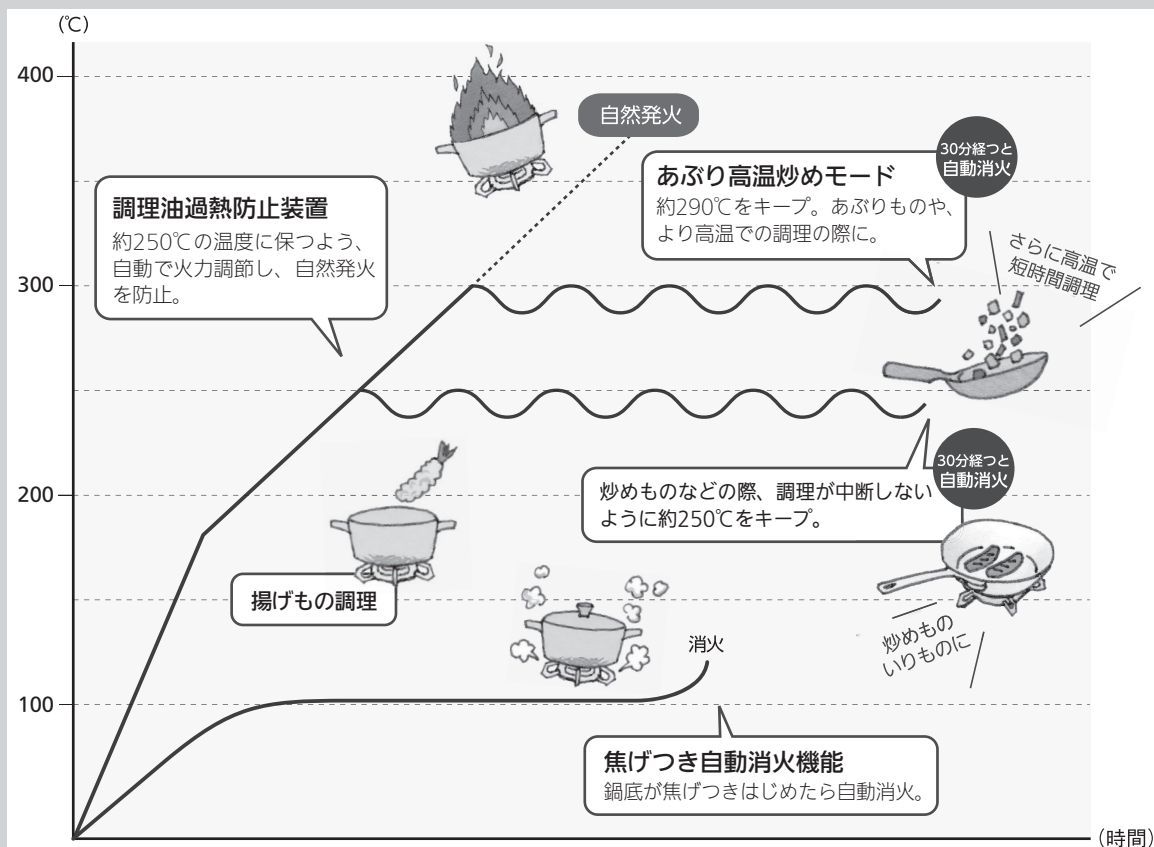 (℃)
400
300
200
100
自然発火
30分経つと
自動消火
あぶり高温炒めモード
約290℃をキープ。あぶりものや、
より高温での調理の際に。
調理油過熱防止装置
約250℃の温度に保つよう、
自動で火力調節し、自然発火
を防止。
さらに高温で
短時間調理
30分経つと
自動消火
炒めものなどの際、調理が中断しない
ように約250℃をキープ。
揚げもの調理
炒めもの
いりものに
消火
焦げつき自動消火機能
鍋底が焦げつきはじめたら自動消火。
(時間)